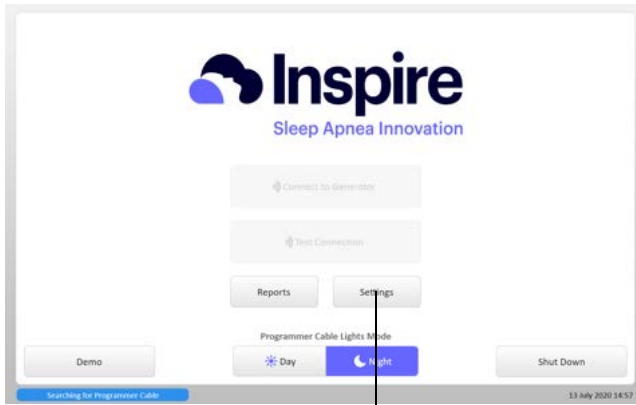 Inspire
Sleep Apnea Innovation
Connect to Generator
Test Connection
Reports
Settings
Programmer Cable Lights Mode
Demo
Day
Night
Shut Down
Searching for Programmer Cable
13 July 2020 14:57